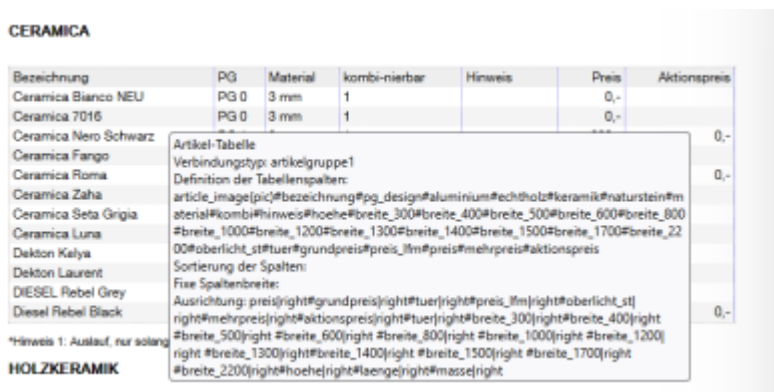 CERAMICA
Bezeichnung PG Material kombi-nierbar Hinweis Preis Aktionspreis
Ceramica Bianco NEU PG 0 3 mm 1 0,-
Ceramica 7016 PG 0 3 mm 1 0,-
Ceramica Nero Schwarz 0,-
Ceramica Fango
Ceramica Roma 0,-
Ceramica Zaha
Ceramica Seta Grigia
Ceramica Luna
Dekton Kelya
Dekton Laurent
DIESEL Rebel Grey
Diesel Rebel Black 0,-
*Hinweis 1: Auslauf, nur solang
HOLZKERAMIK
Artikel-Tabelle
Verbindungstyp: artikelgruppe1
Definition der Tabellenspalten:
article_image(pic)#bezeichnung#pg_design#aluminium#echtholz#keramik#naturstein#m
aterial#kombi#hinweis#hoehe#breite_300#breite_400#breite_500#breite_600#breite_800
#breite_1000#breite_1200#breite_1300#breite_1400#breite_1500#breite_1700#breite_22
00#oberlicht_st#tuer#grundpreis#preis_lfm#preis#mehrpreis#aktionspreis
Sortierung der Spalten:
Fixe Spaltenbreite:
Ausrichtung: preis|right#grundpreis|right#tuer|right#preis_lfm|right#oberlicht_st|
right#mehrpreis|right#aktionspreis|right#tuer|right#breite_300|right#breite_400|right
#breite_500|right #breite_600|right #breite_800|right #breite_1000|right #breite_1200|
right #breite_1300|right#breite_1400|right #breite_1500|right #breite_1700|right
#breite_2200|right#hoehe|right#laenge|right#masse|right